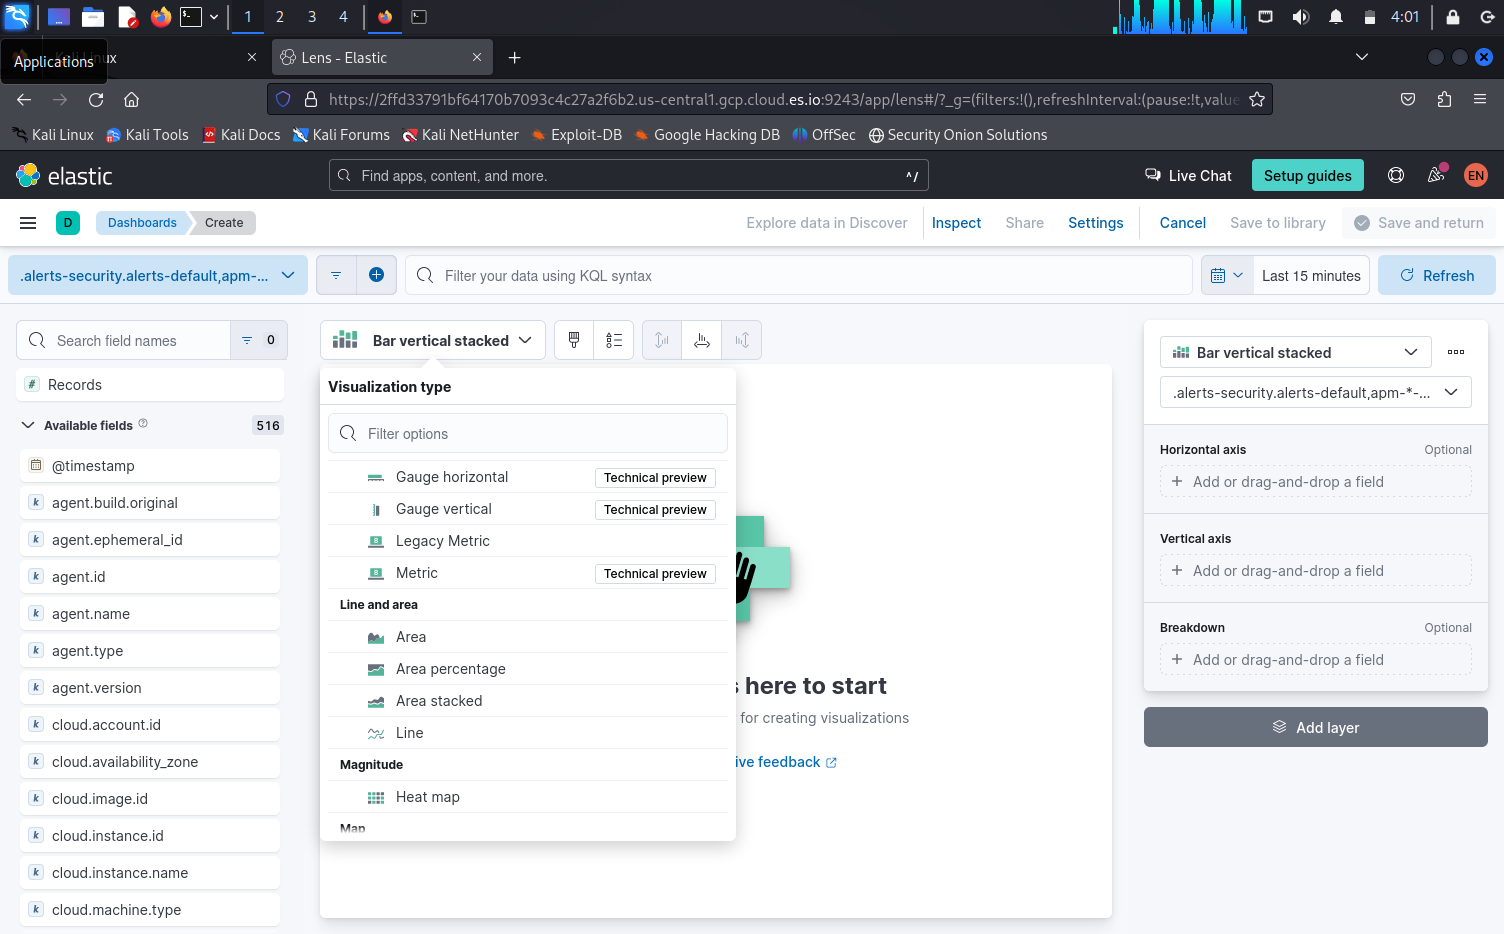 1 2 3 4
4:01
Applications
Lens - Elastic
https://2ffd33791bf64170b7093c4c27a2f6b2.us-central1.gcp.cloud.es.io:9243/app/lens#/?_g=(filters:!(),refreshInterval:(pause:!t,value
Kali Linux Kali Tools Kali Docs Kali Forums Kali NetHunter Exploit-DB Google Hacking DB OffSec Security Onion Solutions
elastic
Find apps, content, and more. ^/
Live Chat
Setup guides
EN
D
Dashboards Create
Explore data in Discover Inspect Share Settings Cancel Save to library Save and return
.alerts-security.alerts-default,apm-...
Filter your data using KQL syntax
Last 15 minutes
Refresh
Search field names 0
# Records
Available fields 516
@timestamp
k agent.build.original
k agent.ephemeral_id
k agent.id
k agent.name
k agent.type
k agent.version
k cloud.account.id
k cloud.availability_zone
k cloud.image.id
k cloud.instance.id
k cloud.instance.name
k cloud.machine.type
Bar vertical stacked
Visualization type
Filter options
Gauge horizontal Technical preview
Gauge vertical Technical preview
Legacy Metric
Metric Technical preview
Line and area
Area
Area percentage
Area stacked
Line
Magnitude
Heat map
Map
here to start
for creating visualizations
feedback
Bar vertical stacked
.alerts-security.alerts-default,apm-*-...
Horizontal axis Optional
+ Add or drag-and-drop a field
Vertical axis
+ Add or drag-and-drop a field
Breakdown Optional
+ Add or drag-and-drop a field
Add layer